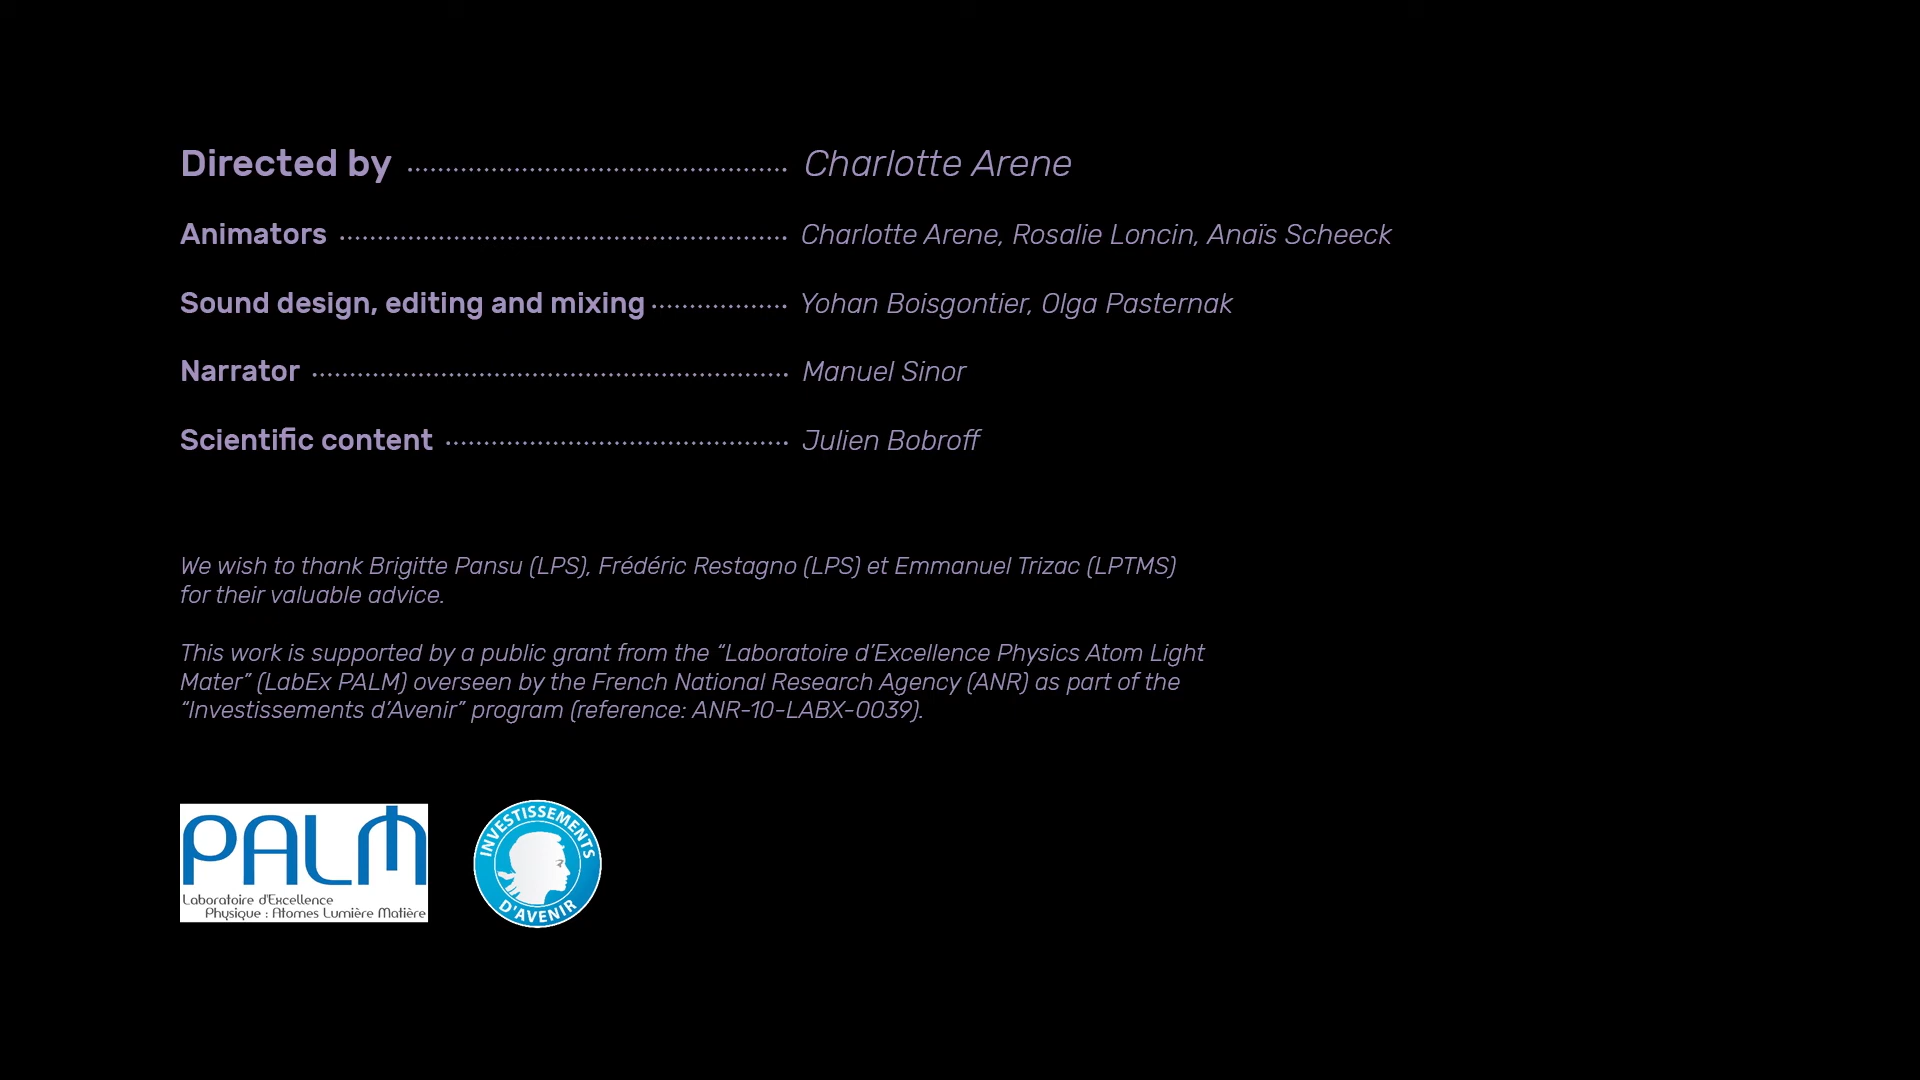 Directed by ................................................ Charlotte Arene
Animators ................................................ Charlotte Arene, Rosalie Loncin, Anaïs Scheeck
Sound design, editing and mixing .................. Yohan Boisgontier, Olga Pasternak
Narrator ................................................ Manuel Sinor
Scientific content ................................................ Julien Bobroff
We wish to thank Brigitte Pansu (LPS), Frédéric Restagno (LPS) et Emmanuel Trizac (LPTMS)
for their valuable advice.
This work is supported by a public grant from the “Laboratoire d’Excellence Physics Atom Light
Mater” (LabEx PALM) overseen by the French National Research Agency (ANR) as part of the
“Investissements d’Avenir” program (reference: ANR-10-LABX-0039).
PALM
Laboratoire d'Excellence
Physique : Atomes Lumière Matière
INVESTISSEMENTS
D'AVENIR